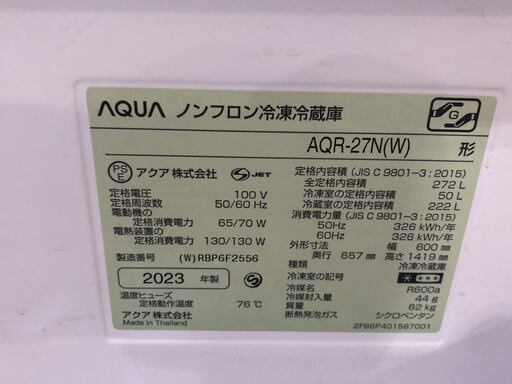 AQUA ノンフロン冷凍冷蔵庫
G
AQR-27N(W) 形
PS E アクア株式会社 S JET
定格電圧 100 V
定格周波数 50/60 Hz
電動機の
定格消費電力 65/70 W
電熱装置の
定格消費電力 130/130 W
製造番号 (W)RBP6F2556
2023 年製
温度ヒューズ
定格動作温度 76℃
アクア 株式会社
Made in Thailand
定格内容積 (JIS C 9801-3:2015)
全定格内容積 272 L
冷凍室の定格内容積 50 L
冷蔵室の定格内容積 222 L
消費電力量 (JIS C 9801-3:2015)
50Hz 326 kWh/年
60Hz 326 kWh/年
外形寸法 幅 600 mm
奥行 657 mm 高さ 1419 mm
種類 冷凍冷蔵庫
冷凍室の記号
冷媒名 R600a
冷媒封入量 44 g
質量 62 kg
断熱発泡ガス シクロペンタン
2FB6P401587001